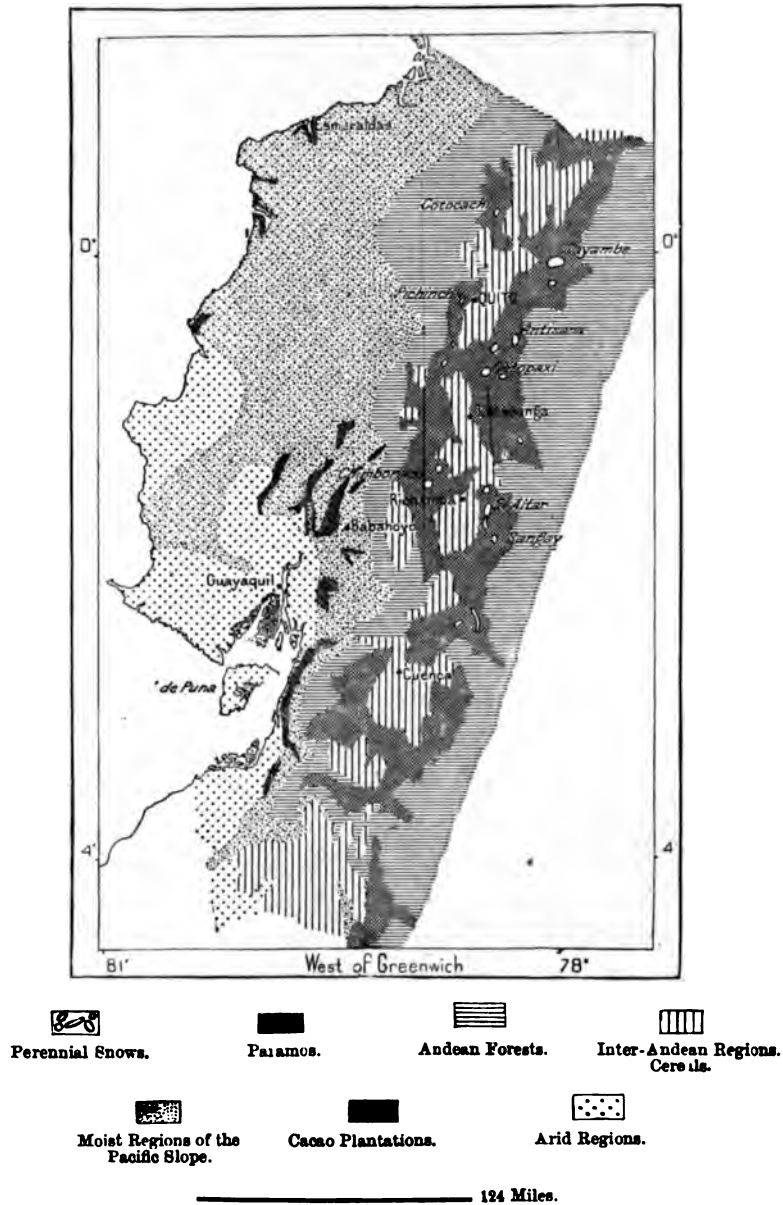 Esmeraldas
Cotocachi
0°
0°
Cayambe
Pichincha
QUITO
Antisana
Cotopaxi
Latacunga
Chimborazo
Riobamba
El Altar
Babahoyo
Sangay
Guayaquil
Cuenca
de Puna
4°
4
81°
West of Greenwich
78°
Perennial Snows.
Paramos.
Andean Forests.
Inter-Andean Regions.
Cereals.
Moist Regions of the
Pacific Slope.
Cacao Plantations.
Arid Regions.
124 Miles.